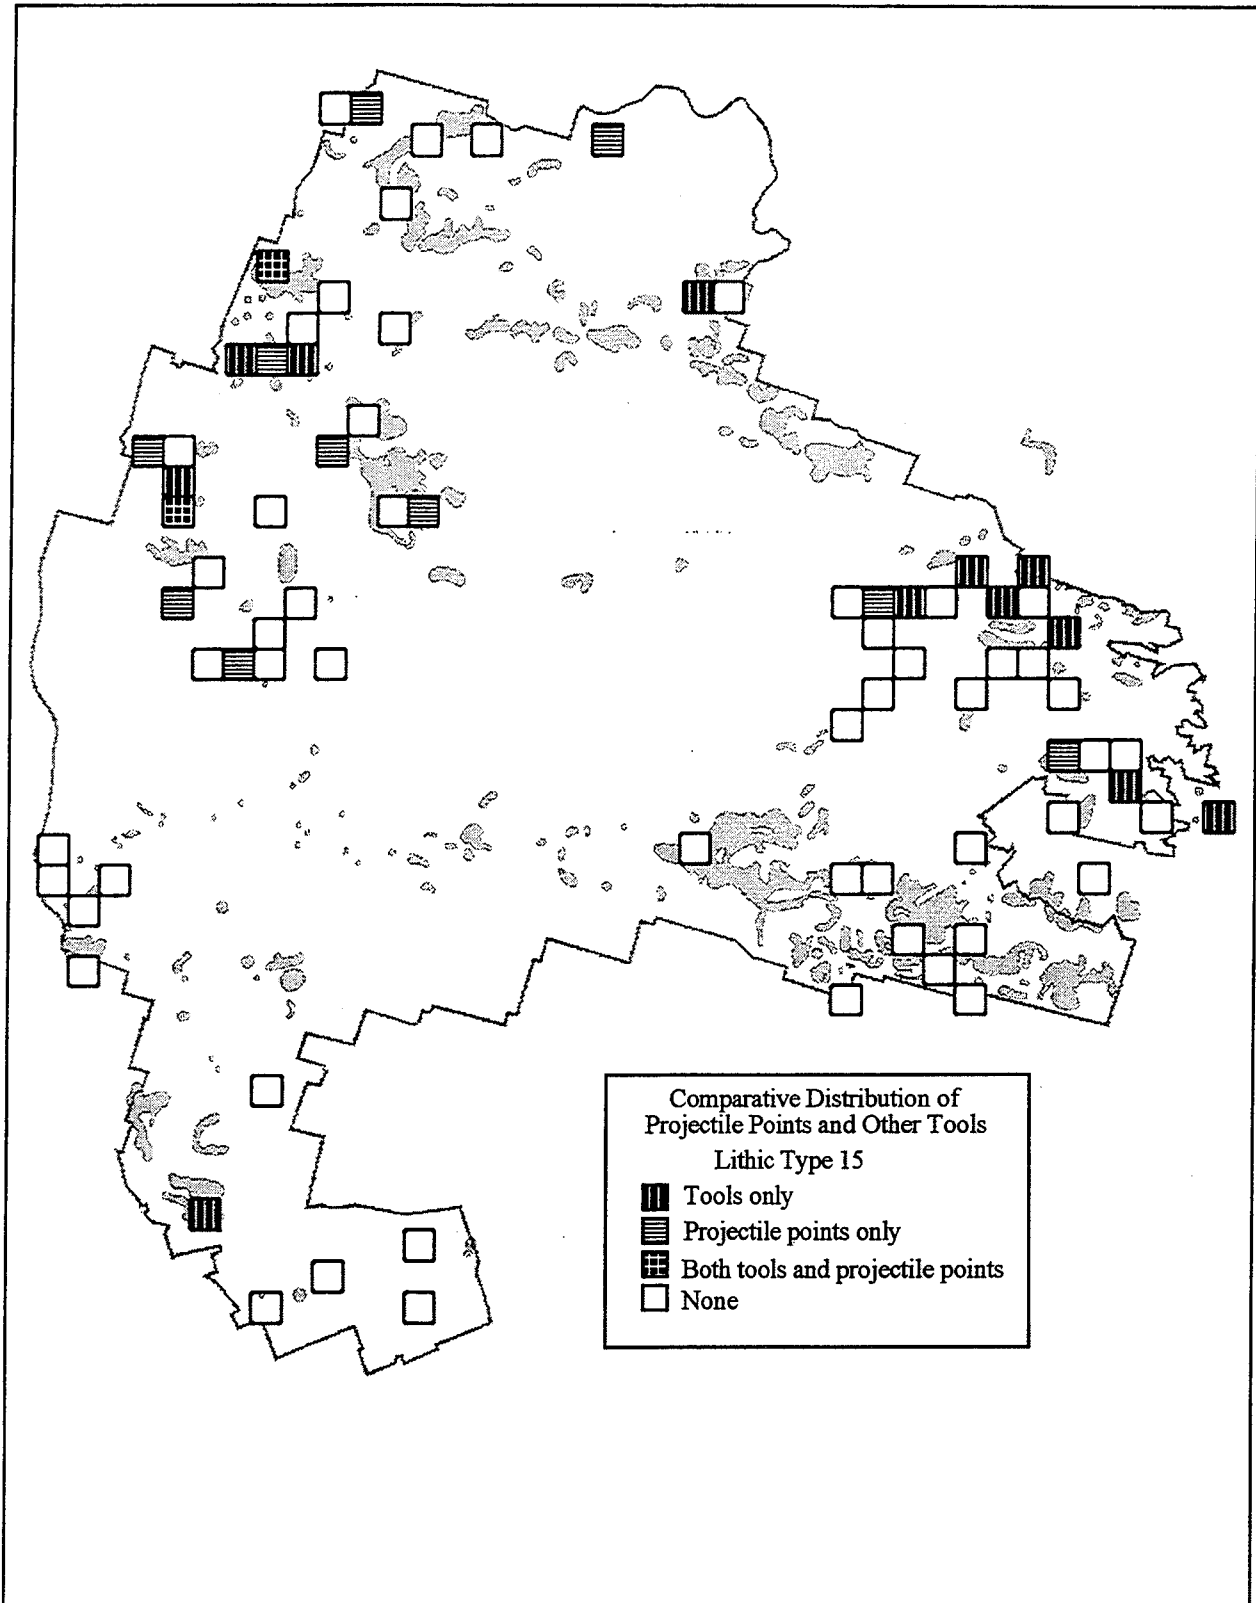 Comparative Distribution of
Projectile Points and Other Tools
Lithic Type 15
Tools only
Projectile points only
Both tools and projectile points
None